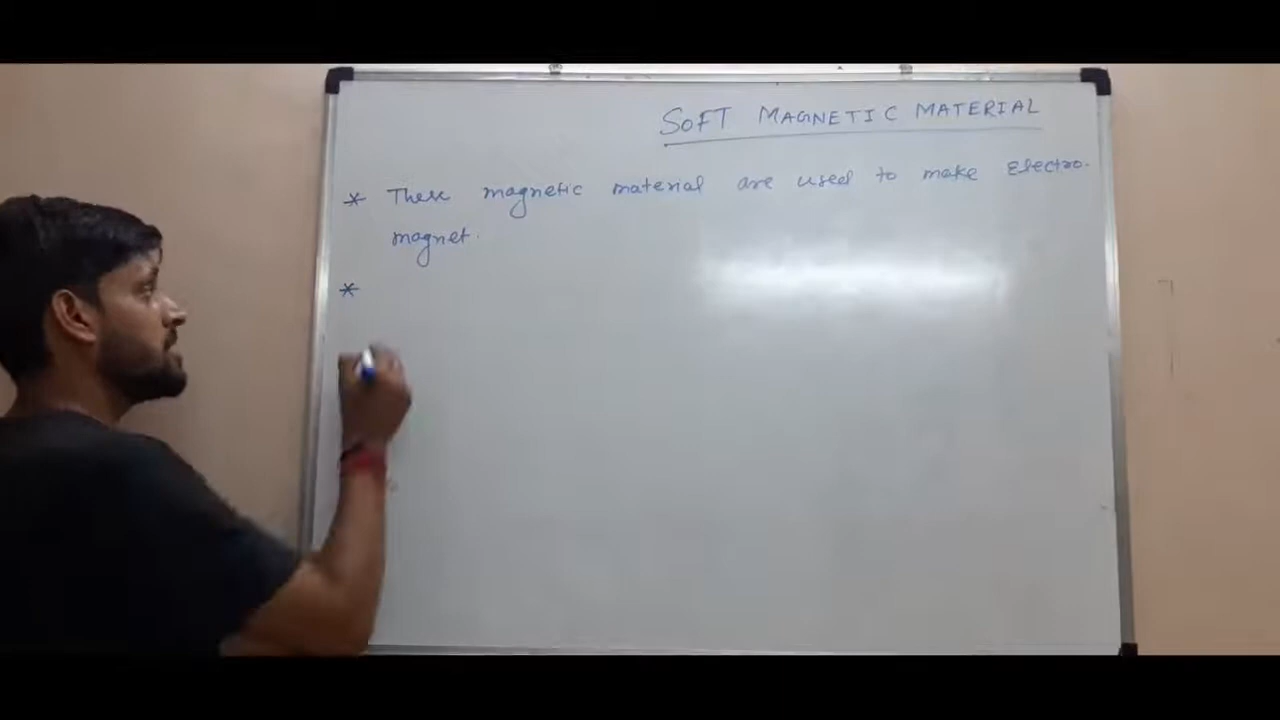 SOFT MAGNETIC MATERIAL
* These magnetic material are used to make Electro-
magnet.
*